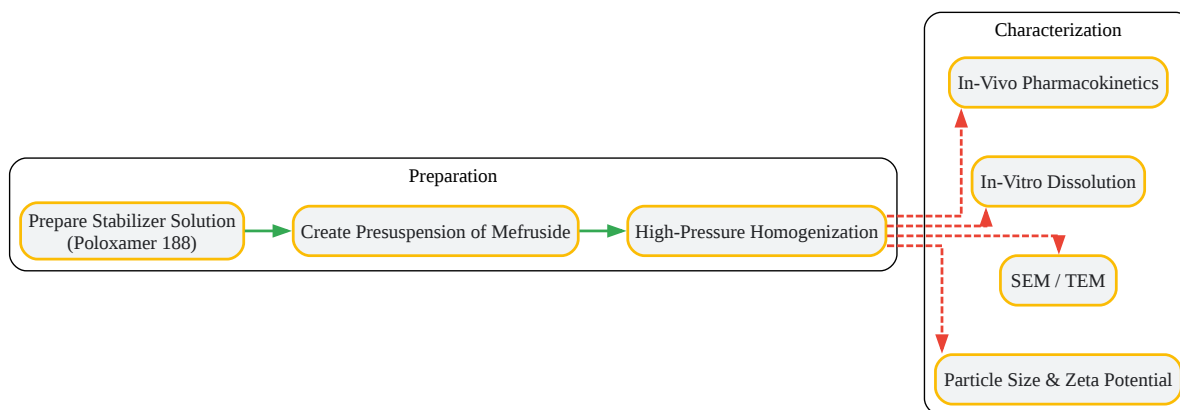 Preparation
Prepare Stabilizer Solution
(Poloxamer 188)
Create Presuspension of Mefruside
High-Pressure Homogenization
Characterization
In-Vivo Pharmacokinetics
In-Vitro Dissolution
SEM / TEM
Particle Size & Zeta Potential